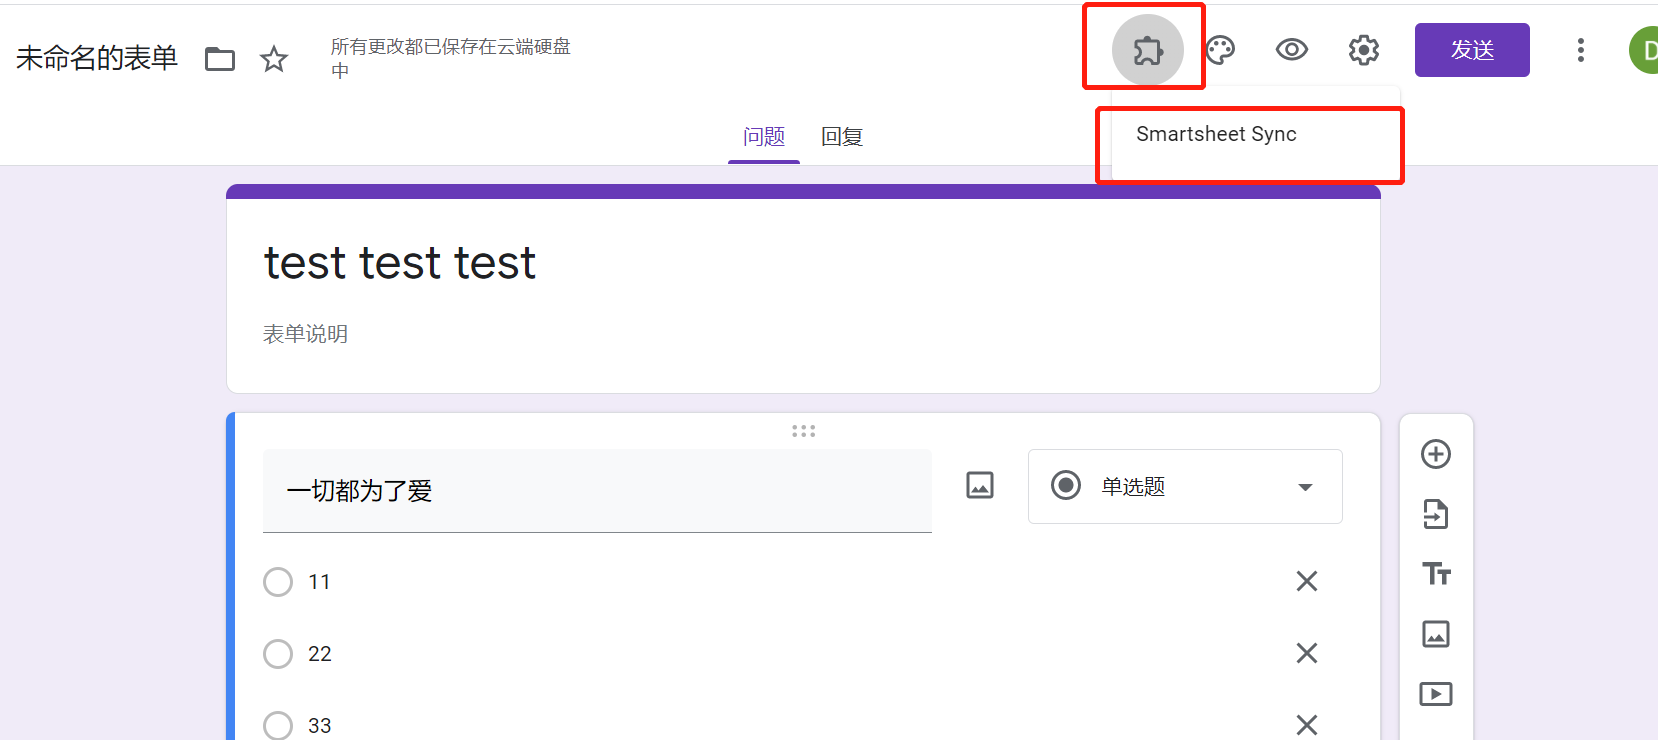 未命名的表单
所有更改都已保存在云端硬盘
中
发送
D
问题
回复
Smartsheet Sync
test test test
表单说明
一切都为了爱
单选题
11
22
33